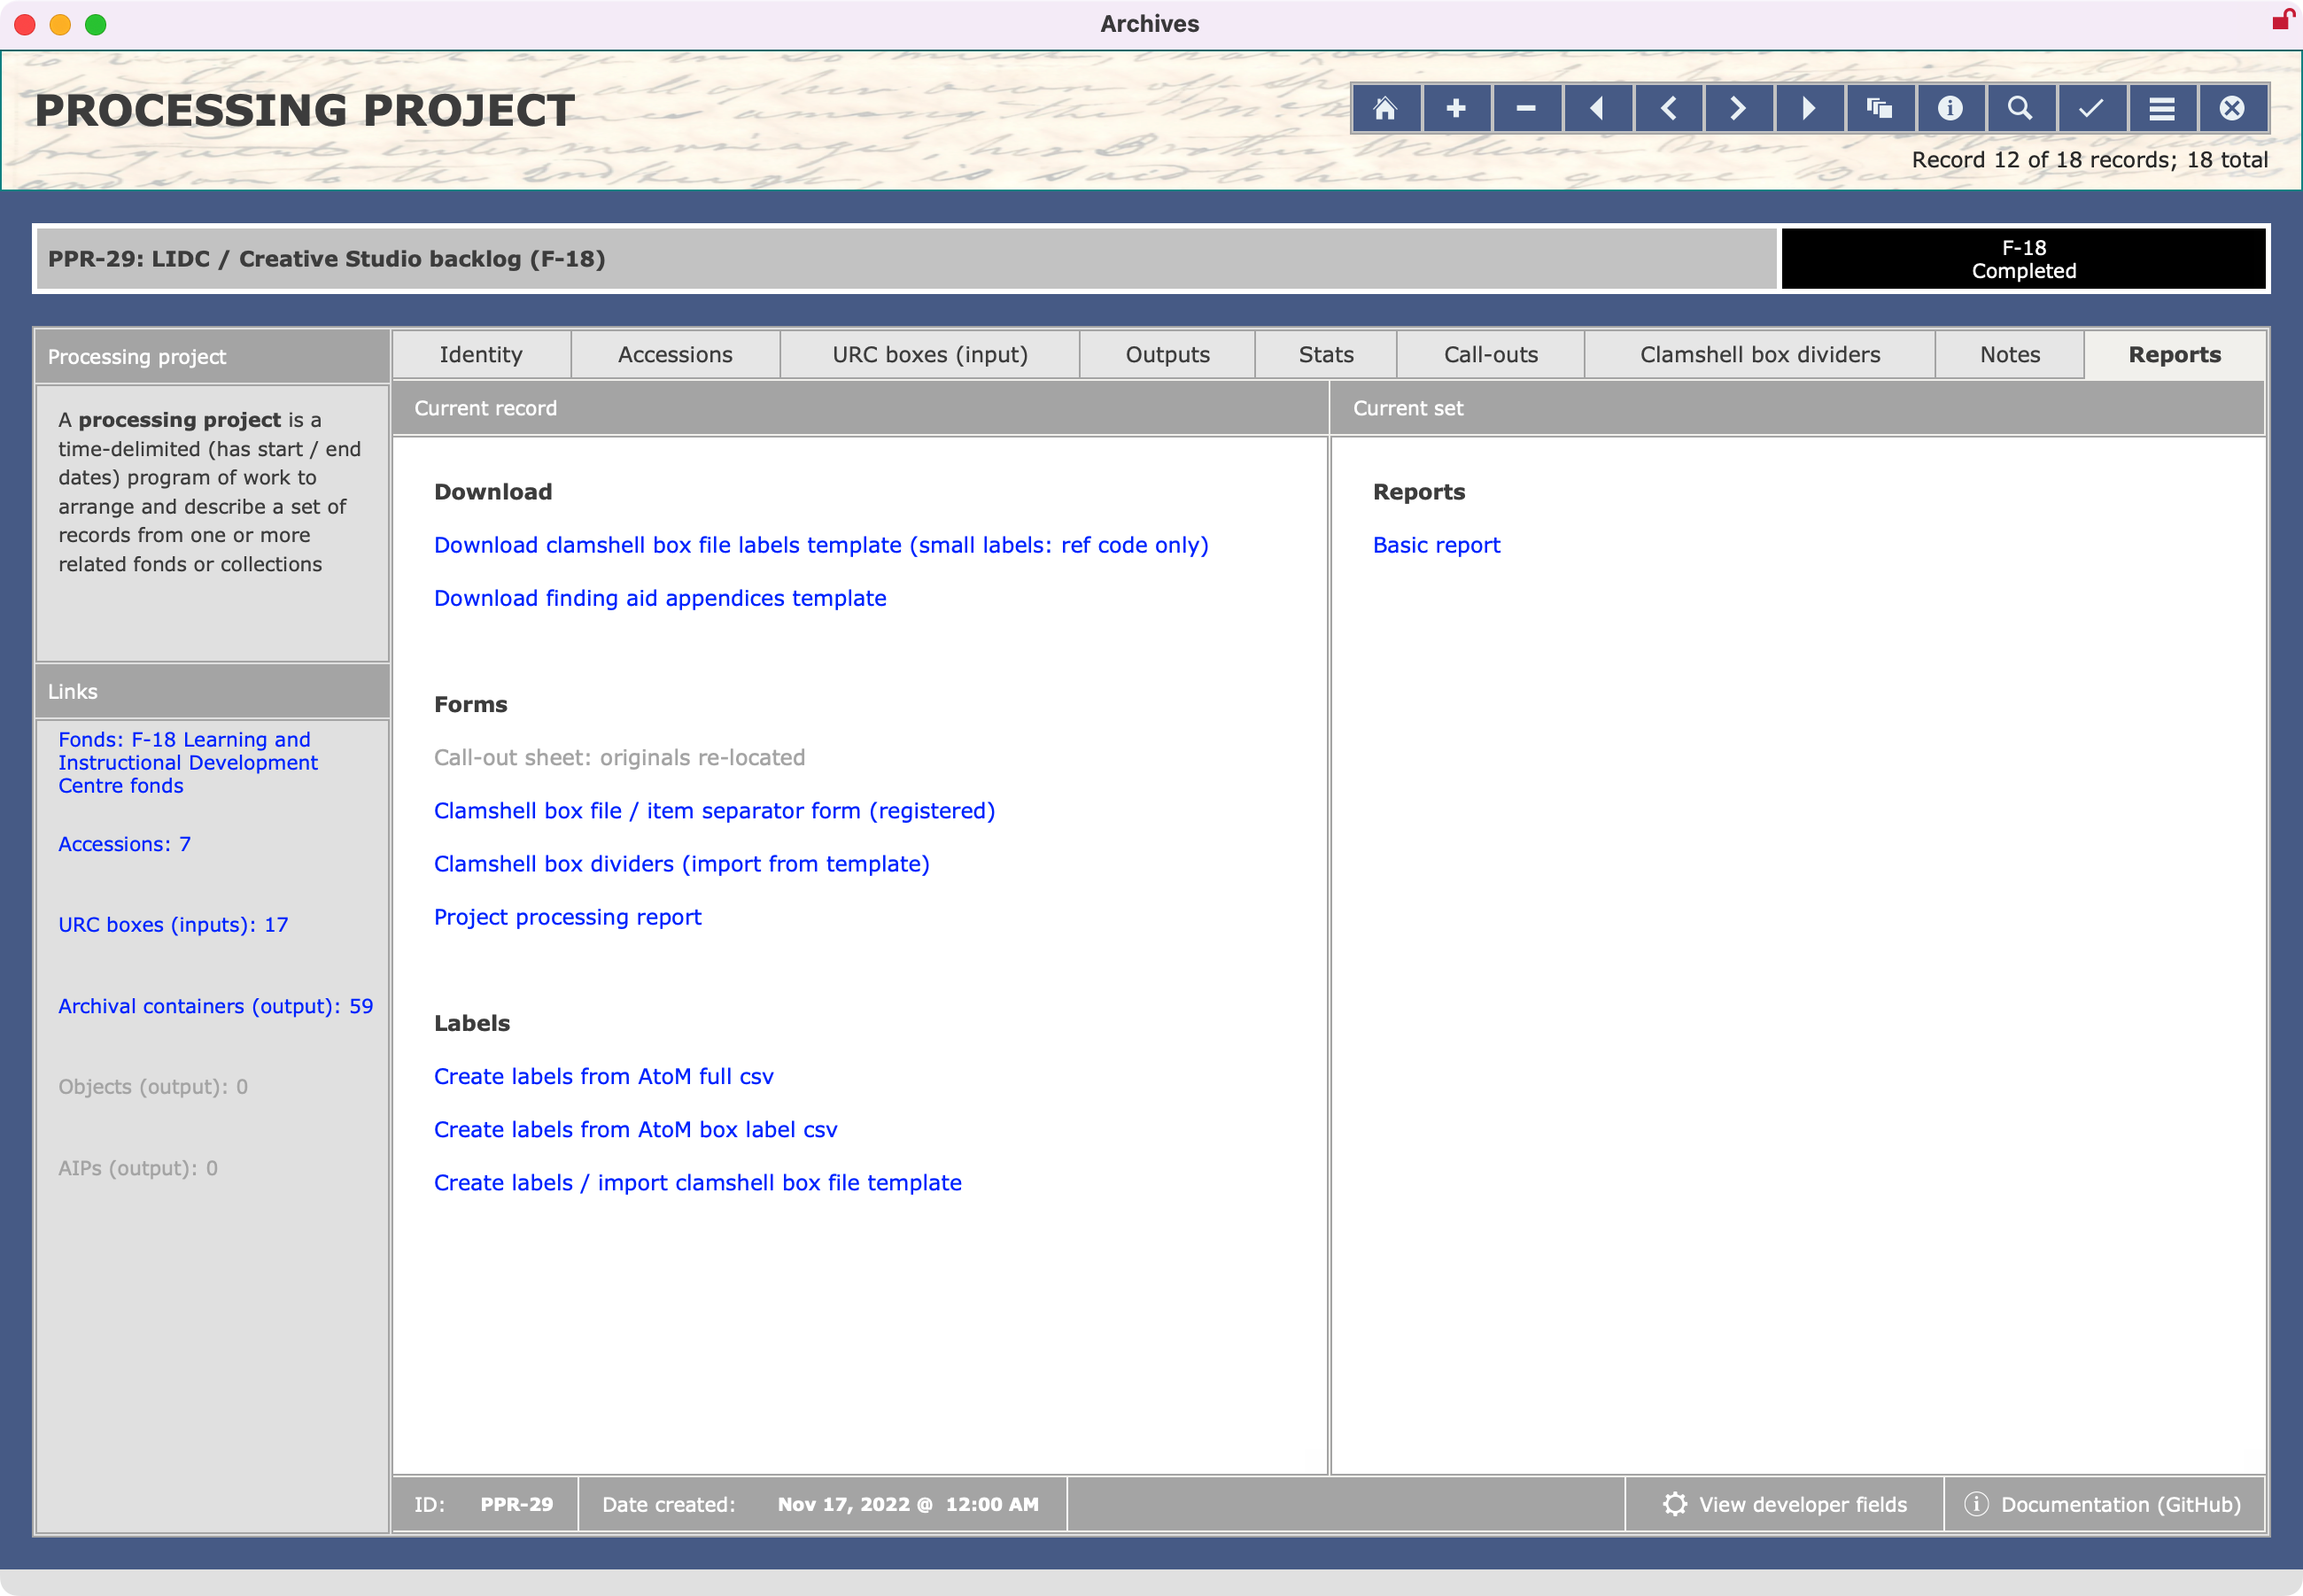 Archives
PROCESSING PROJECT
Record 12 of 18 records; 18 total
PPR-29: LIDC / Creative Studio backlog (F-18)
F-18
Completed
Processing project
A processing project is a
time-delimited (has start / end
dates) program of work to
arrange and describe a set of
records from one or more
related fonds or collections
Links
Fonds: F-18 Learning and
Instructional Development
Centre fonds
Accessions: 7
URC boxes (inputs): 17
Archival containers (output): 59
Objects (output): 0
AIPs (output): 0
Identity
Accessions
URC boxes (input)
Outputs
Stats
Call-outs
Clamshell box dividers
Notes
Reports
Current record
Download
Download clamshell box file labels template (small labels: ref code only)
Download finding aid appendices template
Forms
Call-out sheet: originals re-located
Clamshell box file / item separator form (registered)
Clamshell box dividers (import from template)
Project processing report
Labels
Create labels from AtoM full csv
Create labels from AtoM box label csv
Create labels / import clamshell box file template
Current set
Reports
Basic report
ID: PPR-29
Date created: Nov 17, 2022 @ 12:00 AM
View developer fields
Documentation (GitHub)